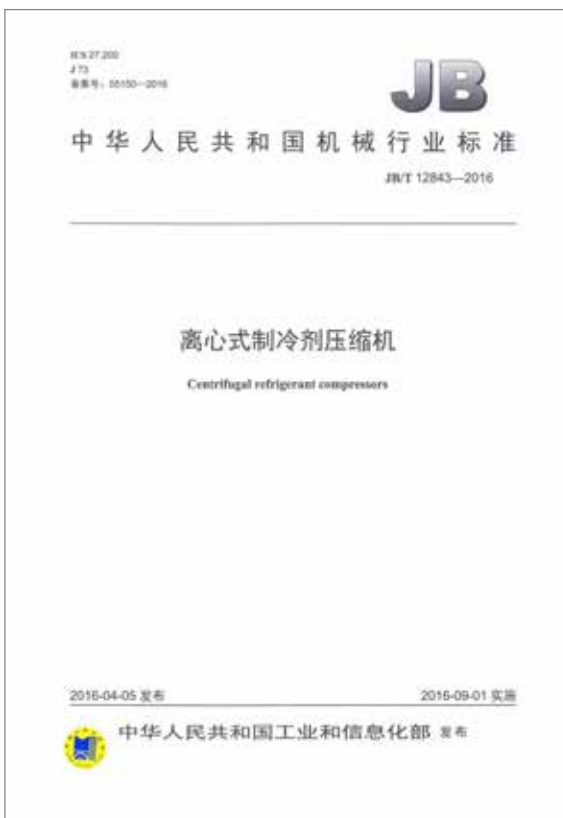 ICS 27.200
J 73
备案号：55150—2016
JB
中华人民共和国机械行业标准
JB/T 12843—2016
离心式制冷剂压缩机
Centrifugal refrigerant compressors
2016-04-05 发布
2016-09-01 实施
中华人民共和国工业和信息化部 发布